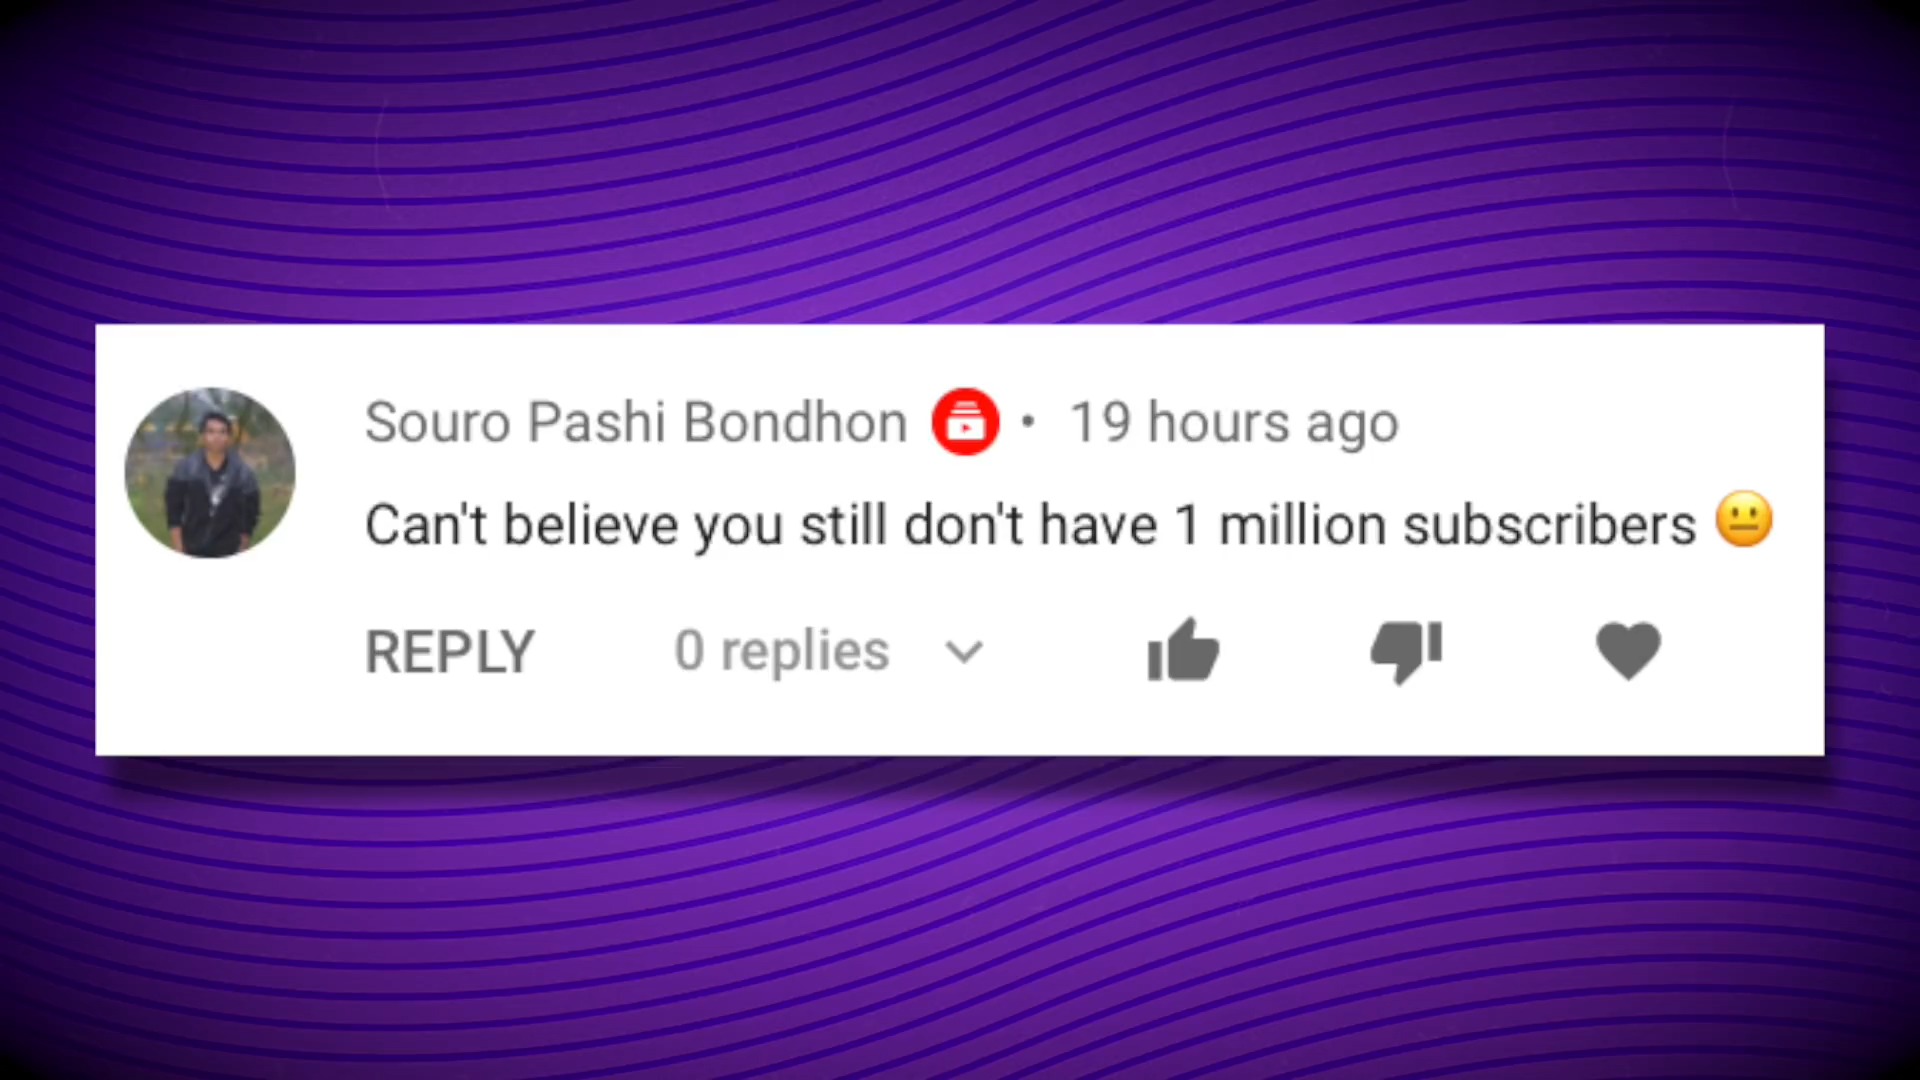 Souro Pashi Bondhon • 19 hours ago
Can't believe you still don't have 1 million subscribers 😐
REPLY 0 replies